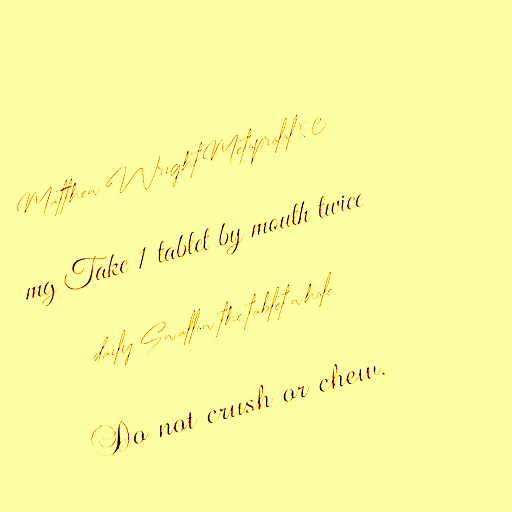 Matthew Wright Metoprolol 50
mg Take 1 tablet by mouth twice
daily Swallow the tablet whole.
Do not crush or chew.